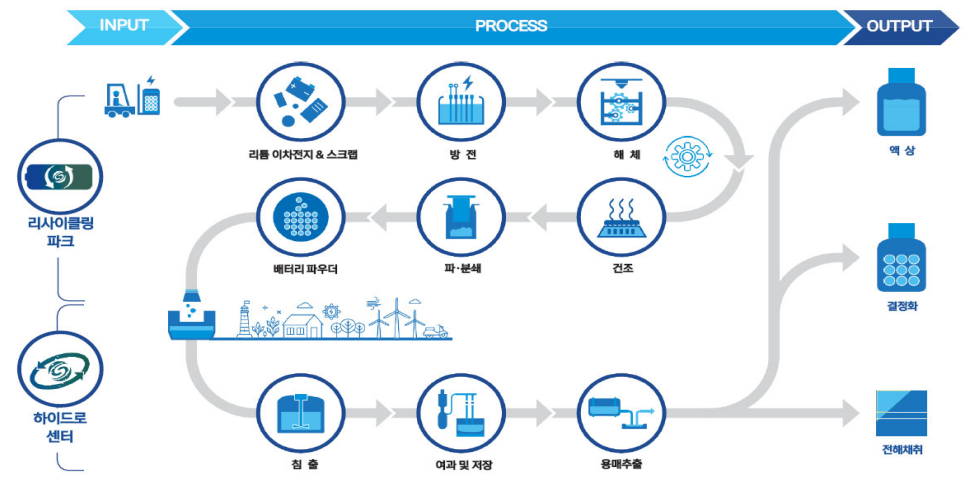 INPUT
PROCESS
OUTPUT
리튬 이차전지 & 스크랩
방 전
해 체
액 상
리사이클링
파크
배터리 파우더
파·분쇄
건조
결정화
하이드로
센터
침 출
여과 및 저장
용매추출
전해채취